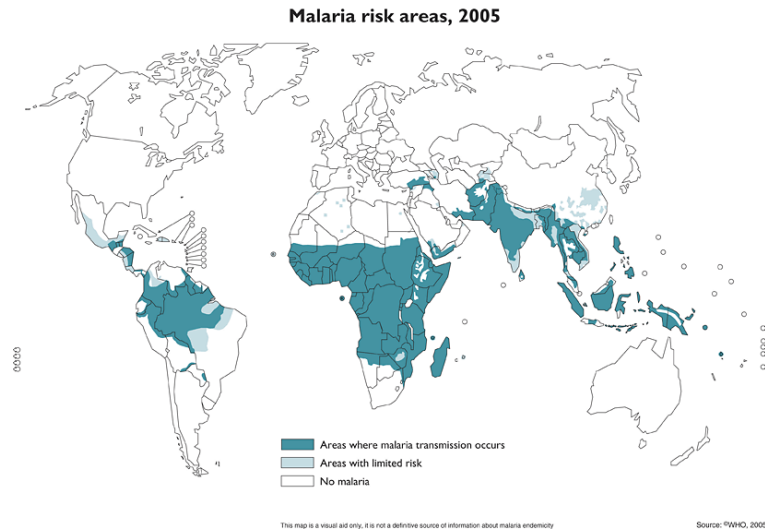 Malaria risk areas, 2005
Areas where malaria transmission occurs
Areas with limited risk
No malaria
This map is a visual aid only, it is not a definitive source of information about malaria endemicity
Source: ©WHO, 2005